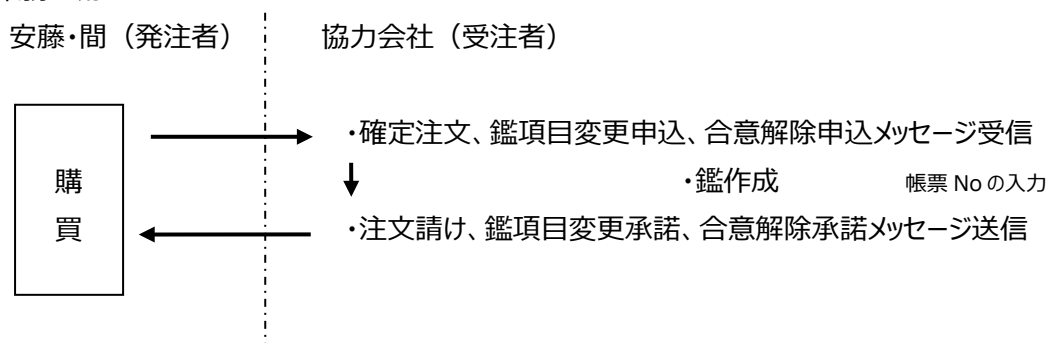 安藤・間（発注者）
協力会社（受注者）
・確定注文、鑑項目変更申込、合意解除申込メッセージ受信
購買
・鑑作成
帳票 No の入力
・注文請け、鑑項目変更承諾、合意解除承諾メッセージ送信